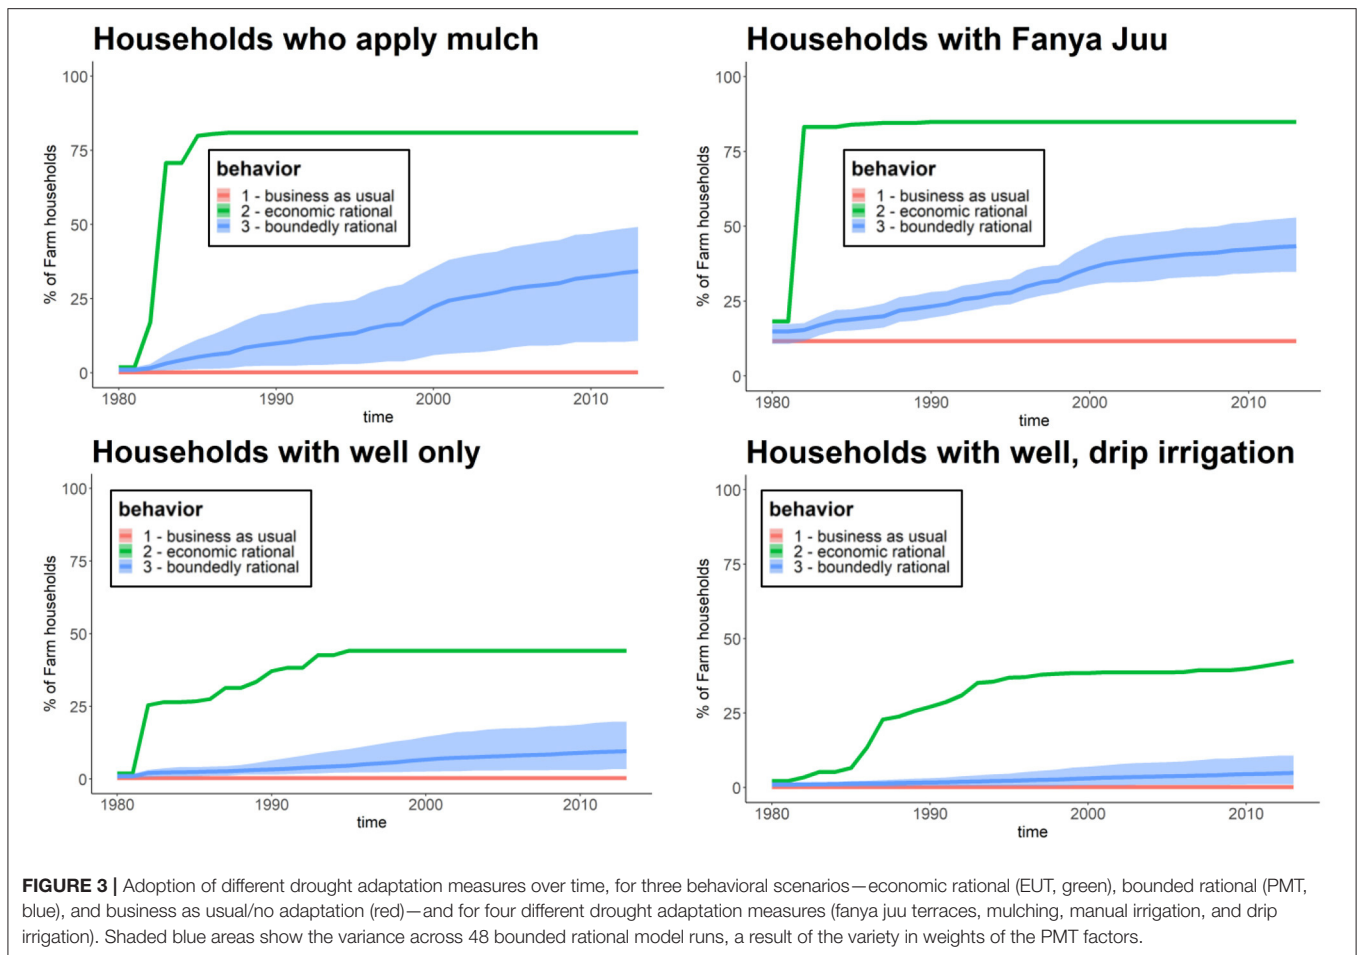 Households who apply mulch
100
75
50
25
0
% of Farm households
behavior
1 - business as usual
2 - economic rational
3 - boundedly rational
1980
1990
2000
2010
time
Households with Fanya Juu
100
75
50
25
0
% of Farm households
behavior
1 - business as usual
2 - economic rational
3 - boundedly rational
1980
1990
2000
2010
time
Households with well only
100
75
50
25
0
% of Farm households
behavior
1 - business as usual
2 - economic rational
3 - boundedly rational
1980
1990
2000
2010
time
Households with well, drip irrigation
100
75
50
25
0
% of Farm households
behavior
1 - business as usual
2 - economic rational
3 - boundedly rational
1980
1990
2000
2010
time
FIGURE 3 | Adoption of different drought adaptation measures over time, for three behavioral scenarios—economic rational (EUT, green), bounded rational (PMT,
blue), and business as usual/no adaptation (red)—and for four different drought adaptation measures (fanya juu terraces, mulching, manual irrigation, and drip
irrigation). Shaded blue areas show the variance across 48 bounded rational model runs, a result of the variety in weights of the PMT factors.